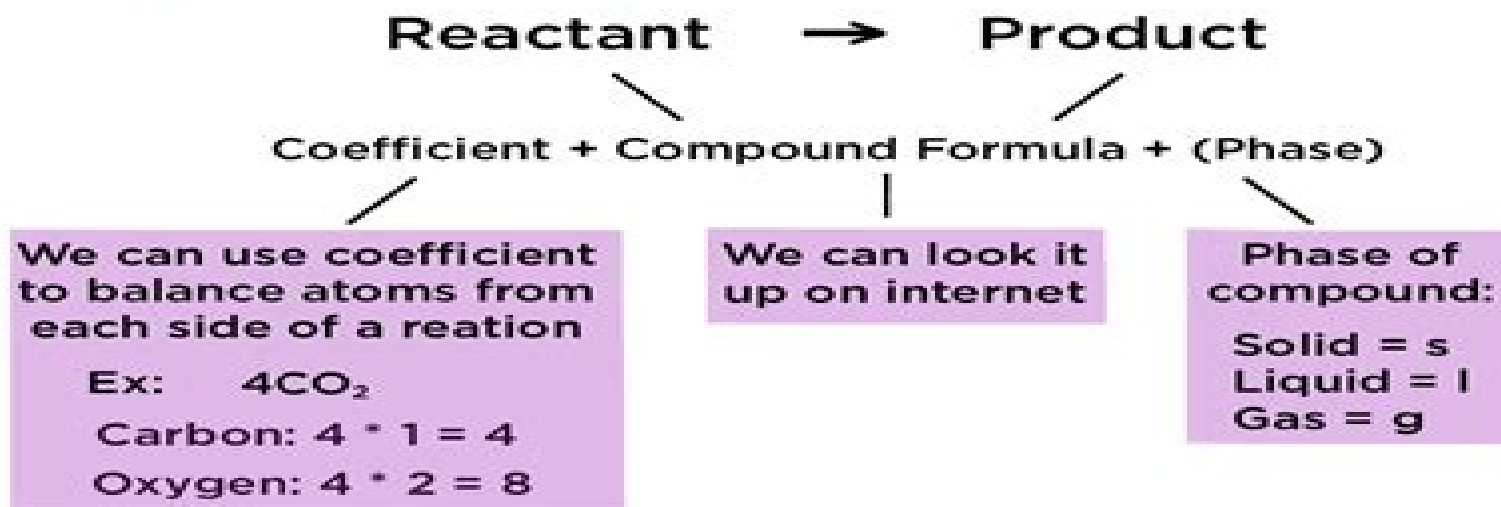 Reactant → Product
Coefficient + Compound Formula + (Phase)
We can use coefficient
to balance atoms from
each side of a reation
Ex: 4CO₂
Carbon: 4 * 1 = 4
Oxygen: 4 * 2 = 8
We can look it
up on internet
Phase of
compound:
Solid = s
Liquid = l
Gas = g